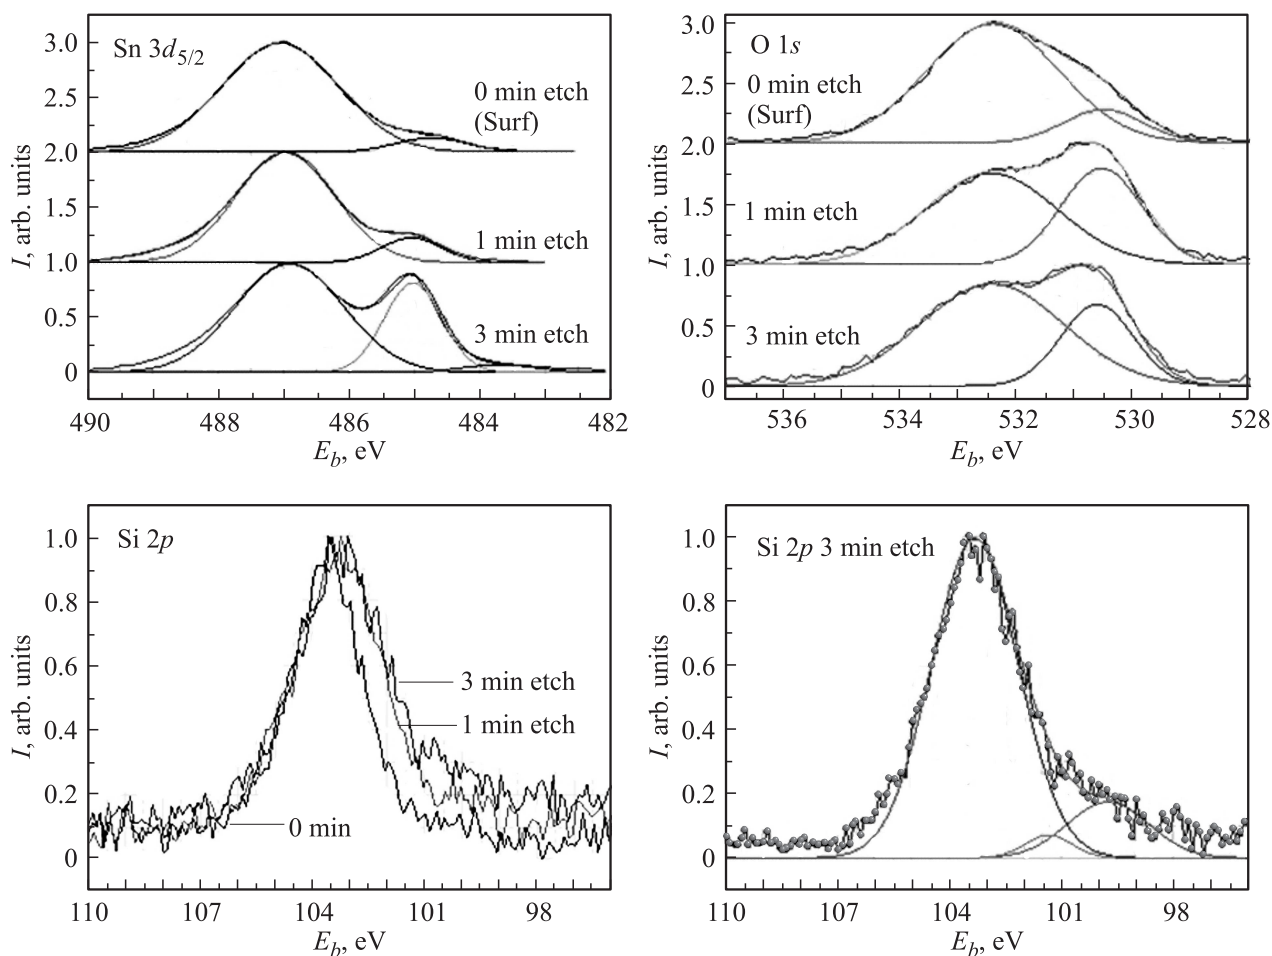 Sn 3d5/2
3.0
2.5
2.0
1.5
1.0
0.5
0
0 min etch
(Surf)
1 min etch
3 min etch
I, arb. units
490
488
486
484
482
Eb, eV
O 1s
3.0
2.5
2.0
1.5
1.0
0.5
0
0 min etch
(Surf)
1 min etch
3 min etch
I, arb. units
536
534
532
530
528
Eb, eV
Si 2p
1.0
0.8
0.6
0.4
0.2
0
3 min etch
1 min etch
0 min
I, arb. units
110
107
104
101
98
Eb, eV
Si 2p 3 min etch
1.0
0.8
0.6
0.4
0.2
0
I, arb. units
110
107
104
101
98
Eb, eV